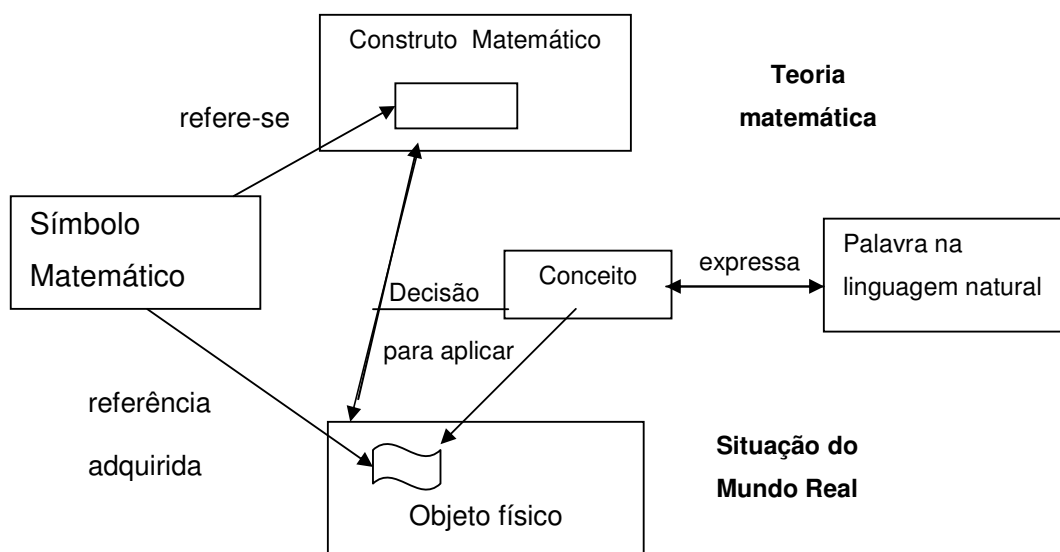 Construto Matemático
Teoria
matemática
refere-se
Símbolo
Matemático
Conceito
expressa
Palavra na
linguagem natural
Decisão
para aplicar
referência
adquirida
Situação do
Mundo Real
Objeto físico